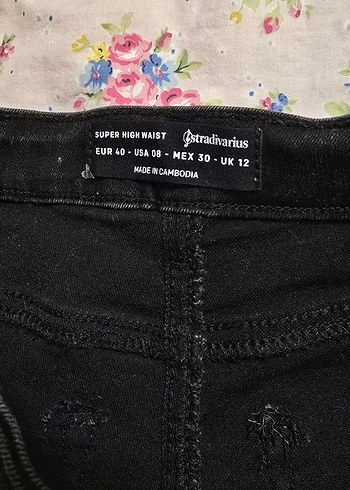 SUPER HIGH WAIST stradivarius
EUR 40 - USA 08 - MEX 30 - UK 12
MADE IN CAMBODIA